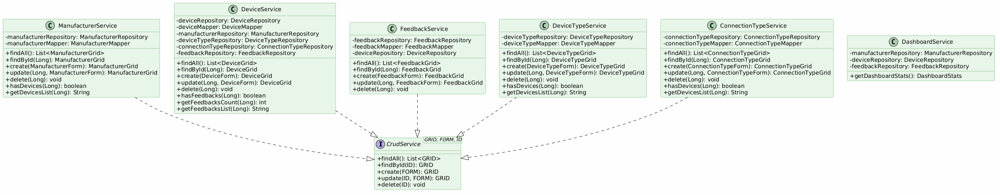 C ManufacturerService
-manufacturerRepository: ManufacturerRepository
-manufacturerMapper: ManufacturerMapper
+findAll(): List<ManufacturerGrid>
+findById(Long): ManufacturerGrid
+create(ManufacturerForm): ManufacturerGrid
+update(Long, ManufacturerForm): ManufacturerGrid
+delete(Long): void
+hasDevices(Long): boolean
+getDevicesList(Long): String
C DeviceService
-deviceRepository: DeviceRepository
-deviceMapper: DeviceMapper
-manufacturerRepository: ManufacturerRepository
-deviceTypeRepository: DeviceTypeRepository
-connectionTypeRepository: ConnectionTypeRepository
-feedbackRepository: FeedbackRepository
+findAll(): List<DeviceGrid>
+findById(Long): DeviceGrid
+create(DeviceForm): DeviceGrid
+update(Long, DeviceForm): DeviceGrid
+delete(Long): void
+hasFeedbacks(Long): boolean
+getFeedbacksCount(Long): int
+getFeedbacksList(Long): String
C FeedbackService
-feedbackRepository: FeedbackRepository
-feedbackMapper: FeedbackMapper
-deviceRepository: DeviceRepository
+findAll(): List<FeedbackGrid>
+findById(Long): FeedbackGrid
+create(FeedbackForm): FeedbackGrid
+update(Long, FeedbackForm): FeedbackGrid
+delete(Long): void
C DeviceTypeService
-deviceTypeRepository: DeviceTypeRepository
-deviceTypeMapper: DeviceTypeMapper
+findAll(): List<DeviceTypeGrid>
+findById(Long): DeviceTypeGrid
+create(DeviceTypeForm): DeviceTypeGrid
+update(Long, DeviceTypeForm): DeviceTypeGrid
+delete(Long): void
+hasDevices(Long): boolean
+getDevicesList(Long): String
C ConnectionTypeService
-connectionTypeRepository: ConnectionTypeRepository
-connectionTypeMapper: ConnectionTypeMapper
+findAll(): List<ConnectionTypeGrid>
+findById(Long): ConnectionTypeGrid
+create(ConnectionTypeForm): ConnectionTypeGrid
+update(Long, ConnectionTypeForm): ConnectionTypeGrid
+delete(Long): void
+hasDevices(Long): boolean
+getDevicesList(Long): String
C DashboardService
-manufacturerRepository: ManufacturerRepository
-deviceRepository: DeviceRepository
-feedbackRepository: FeedbackRepository
+getDashboardStats(): DashboardStats
I CrudService
GRID, FORM, ID
+findAll(): List<GRID>
+findById(ID): GRID
+create(FORM): GRID
+update(ID, FORM): GRID
+delete(ID): void